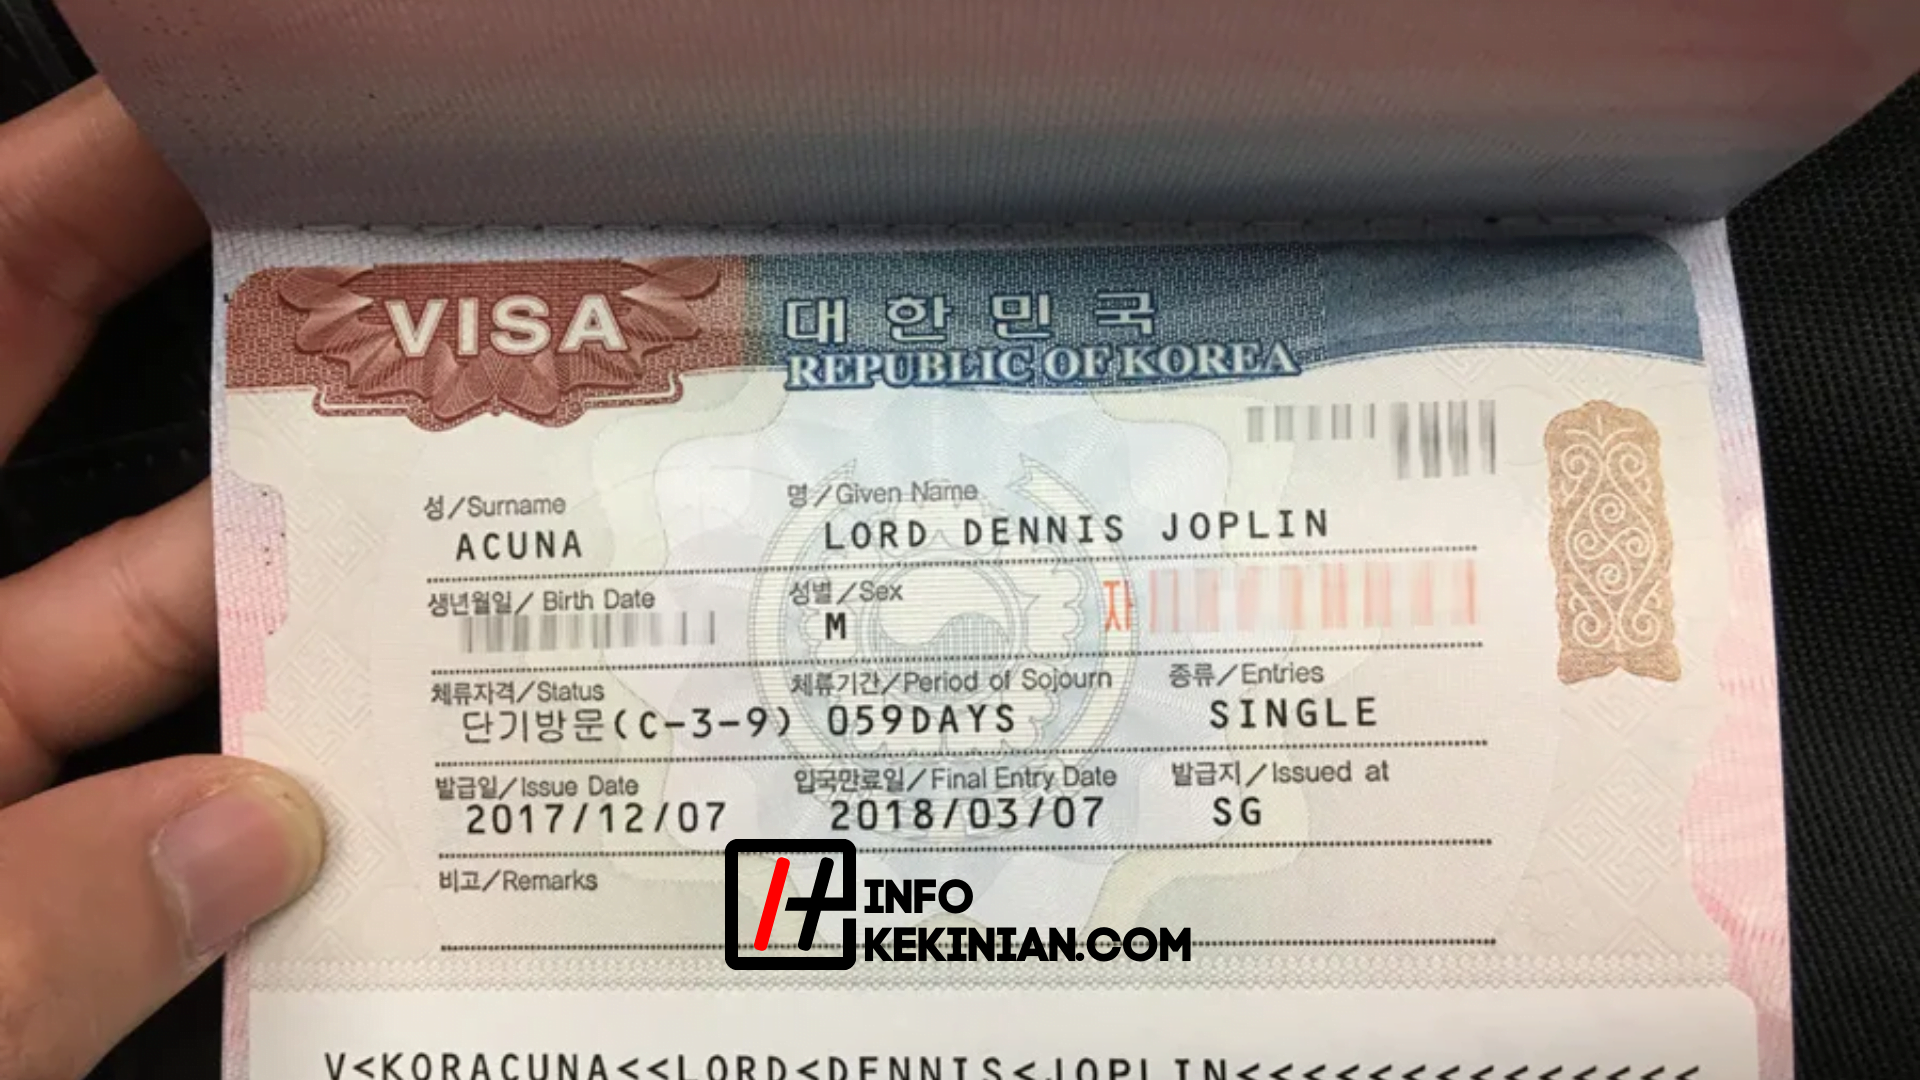 VISA
대한민국
REPUBLIC OF KOREA
성/Surname 명/Given Name
ACUNA LORD DENNIS JOPLIN
생년월일/Birth Date 성별/Sex
M 자
체류자격/Status 체류기간/Period of Sojourn 종류/Entries
단기방문(C-3-9) 059DAYS SINGLE
발급일/Issue Date 입국만료일/Final Entry Date 발급지/Issued at
2017/12/07 2018/03/07 SG
비고/Remarks
INFO
KEKINIAN.COM
V<KORACUNA<<LORD<DENNIS<JOPLIN<<<<<<<<<<<<<<